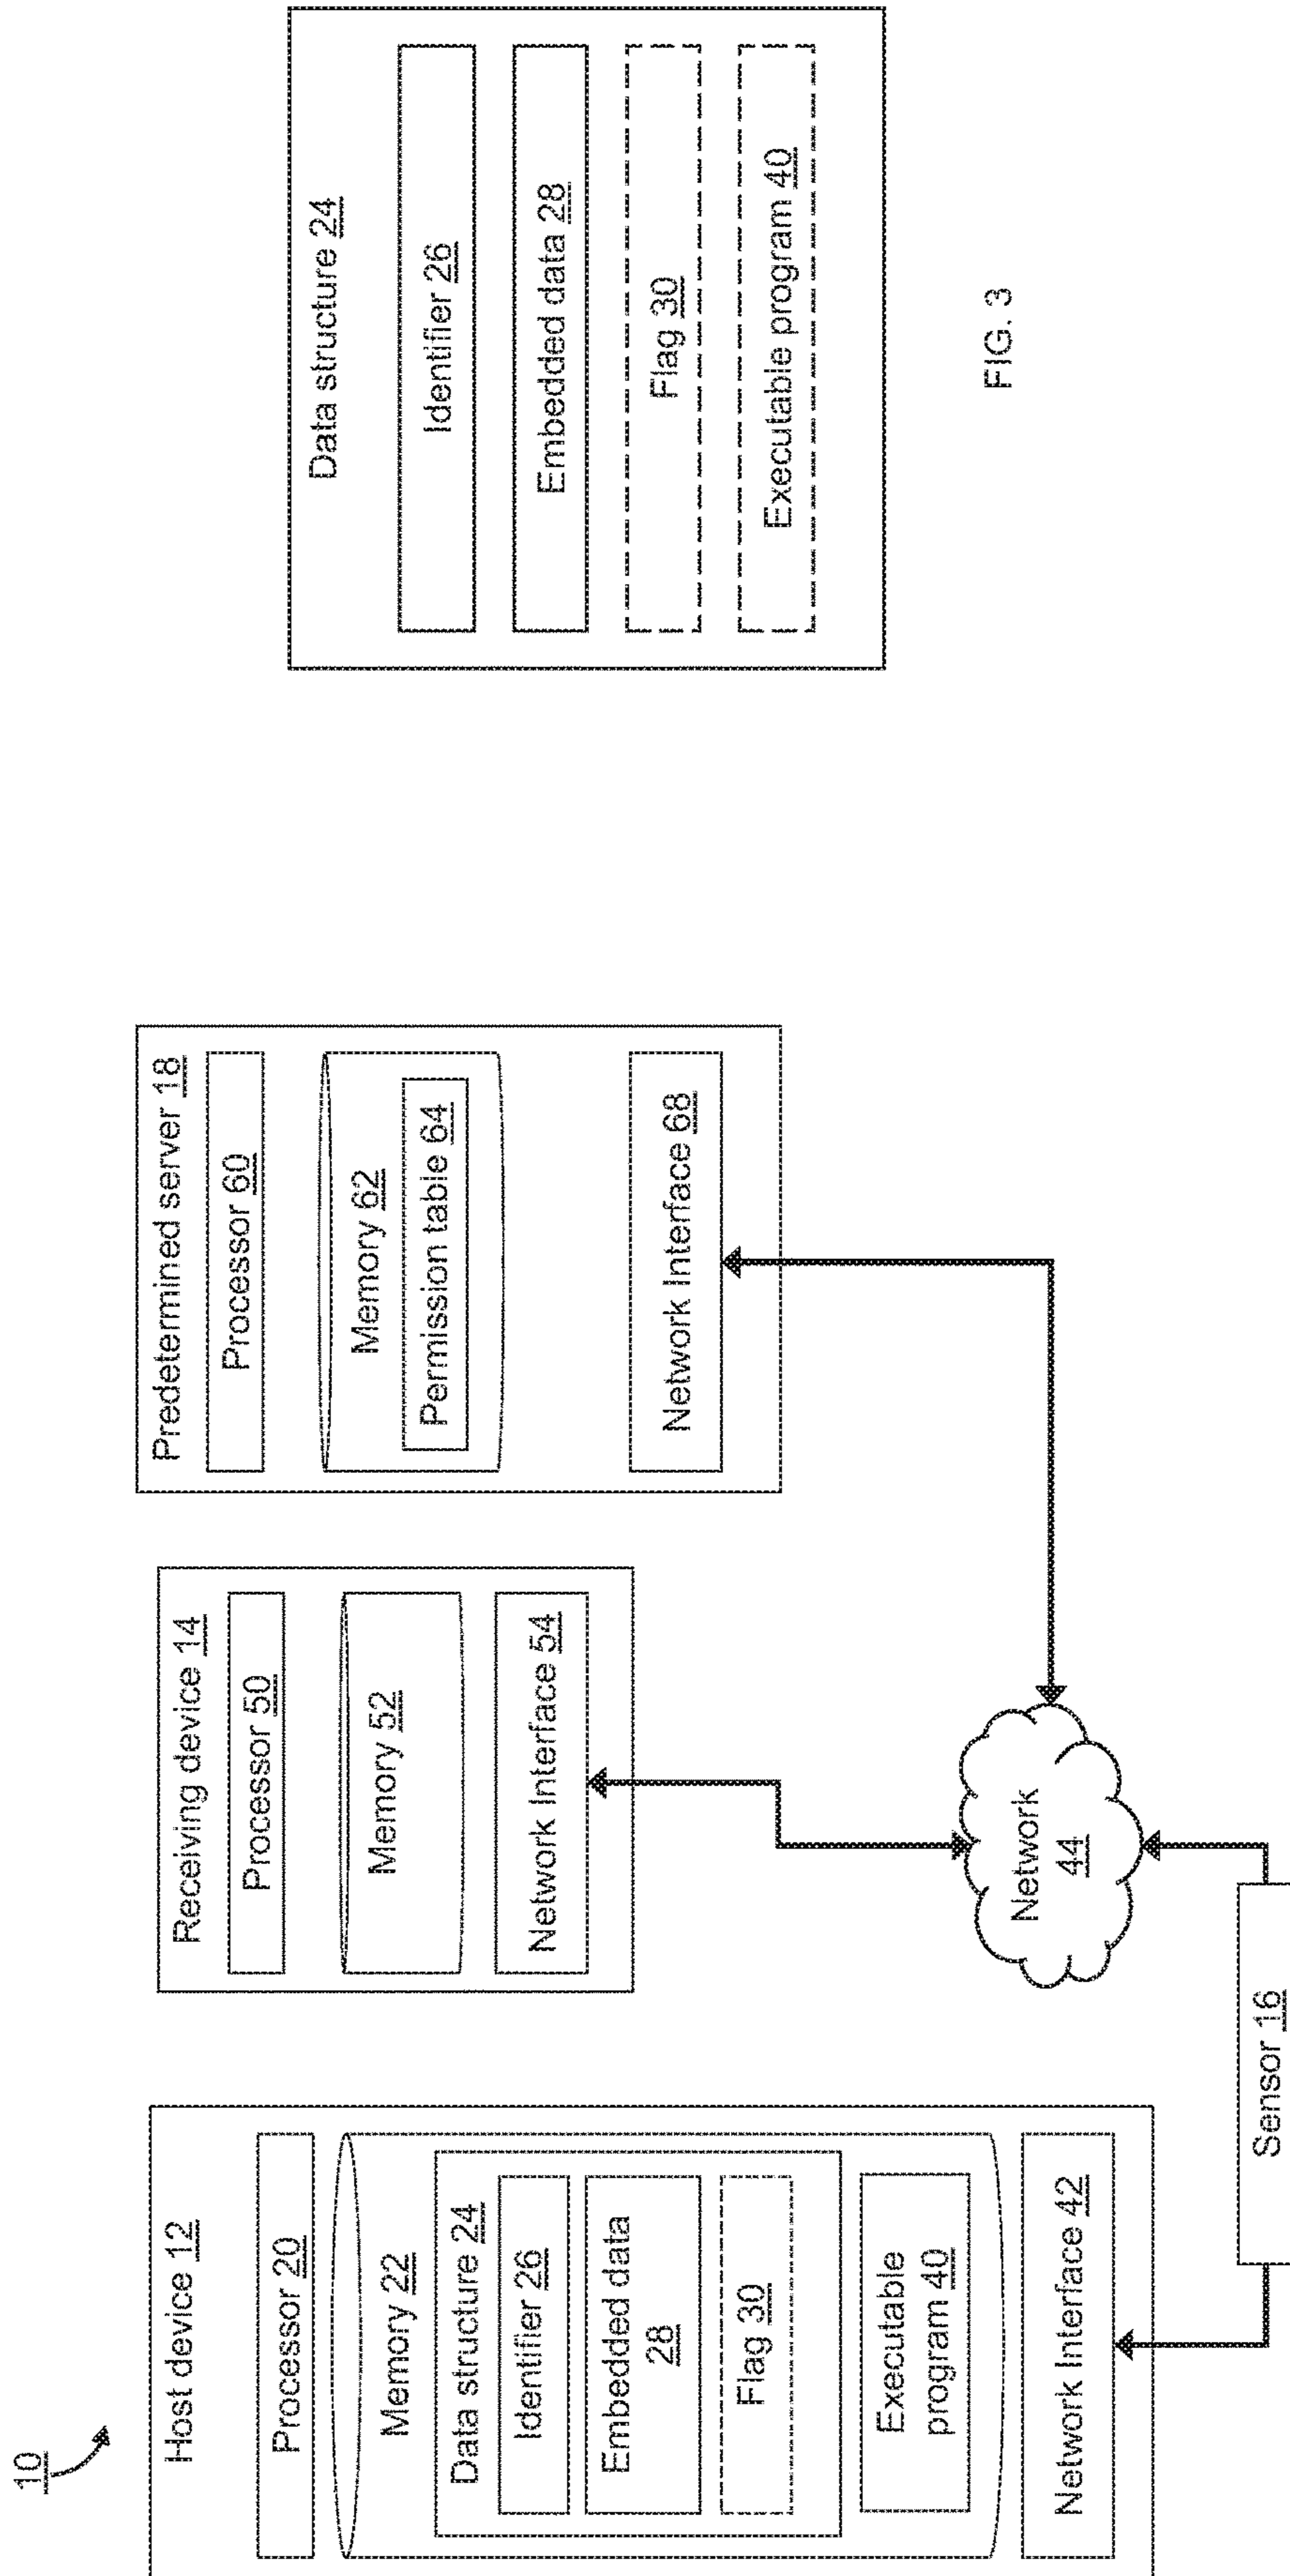 10
Host device 12
Processor 20
Memory 22
Data structure 24
Identifier 26
Embedded data
28
Flag 30
Executable
program 40
Network Interface 42
Receiving device 14
Processor 50
Memory 52
Network Interface 54
Predetermined server 18
Processor 60
Memory 62
Permission table 64
Network Interface 68
Network
44
Sensor 16
Data structure 24
Identifier 26
Embedded data 28
Flag 30
Executable program 40
FIG. 3